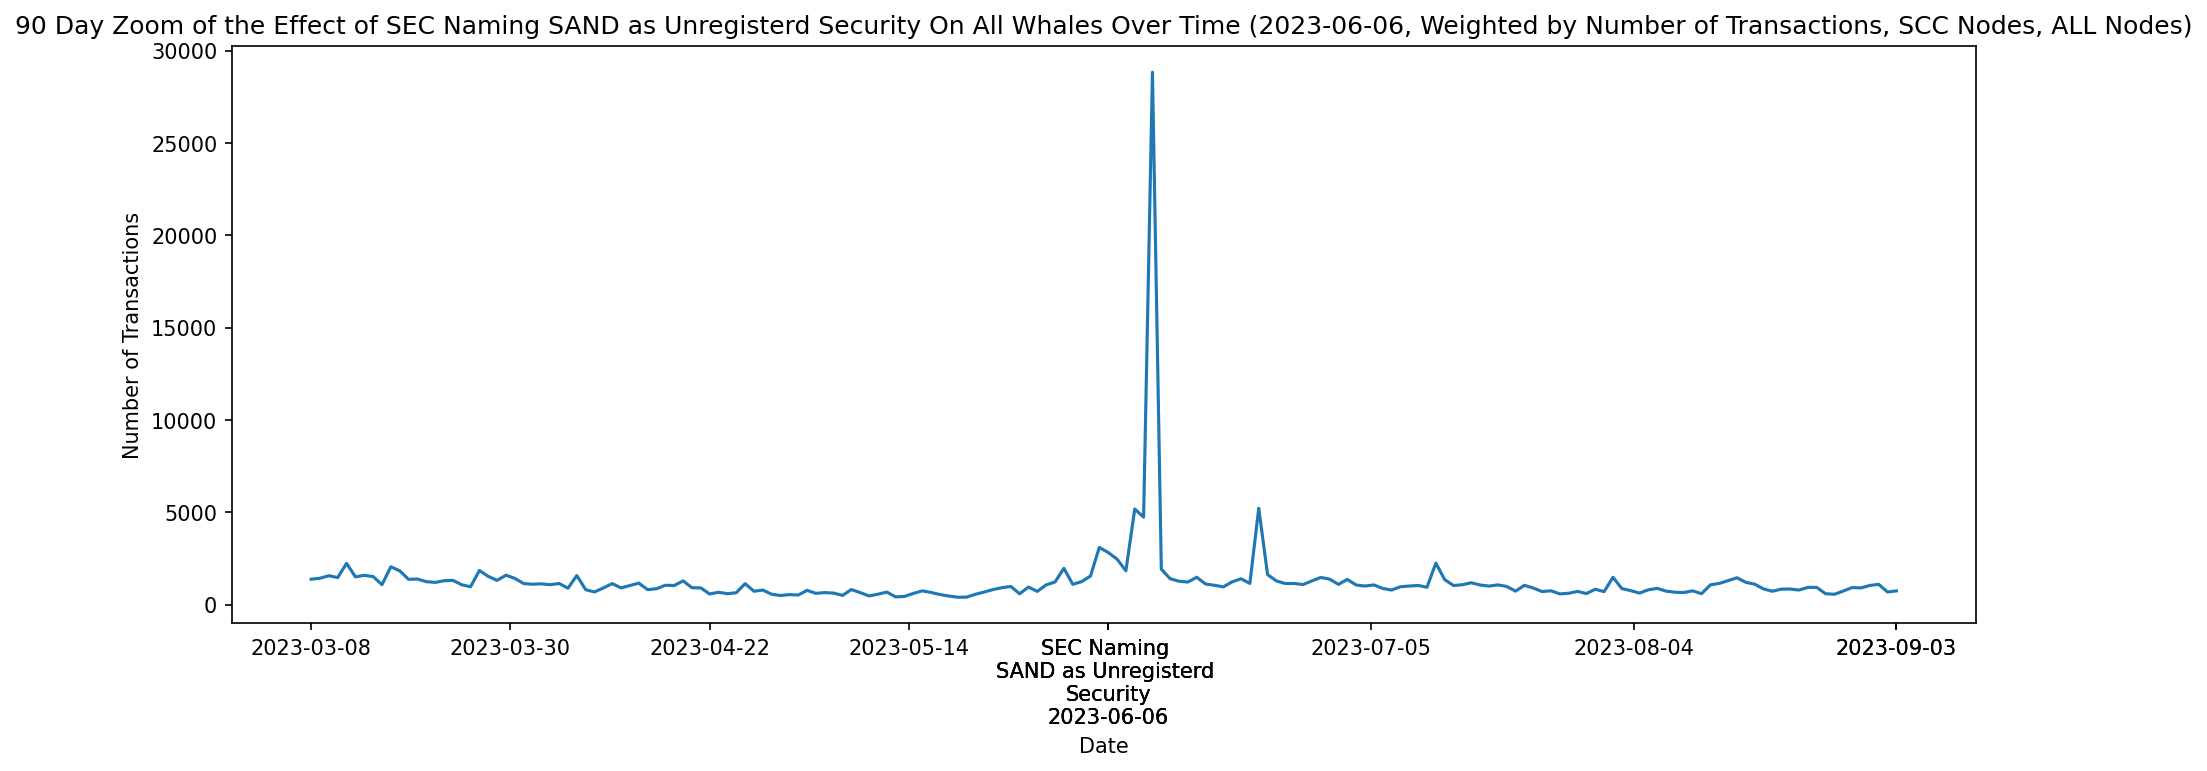 90 Day Zoom of the Effect of SEC Naming SAND as Unregisterd Security On All Whales Over Time (2023-06-06, Weighted by Number of Transactions, SCC Nodes, ALL Nodes)
30000
25000
20000
15000
10000
5000
0
Number of Transactions
2023-03-08
2023-03-30
2023-04-22
2023-05-14
SEC Naming
SAND as Unregisterd
Security
2023-06-06
2023-07-05
2023-08-04
2023-09-03
Date